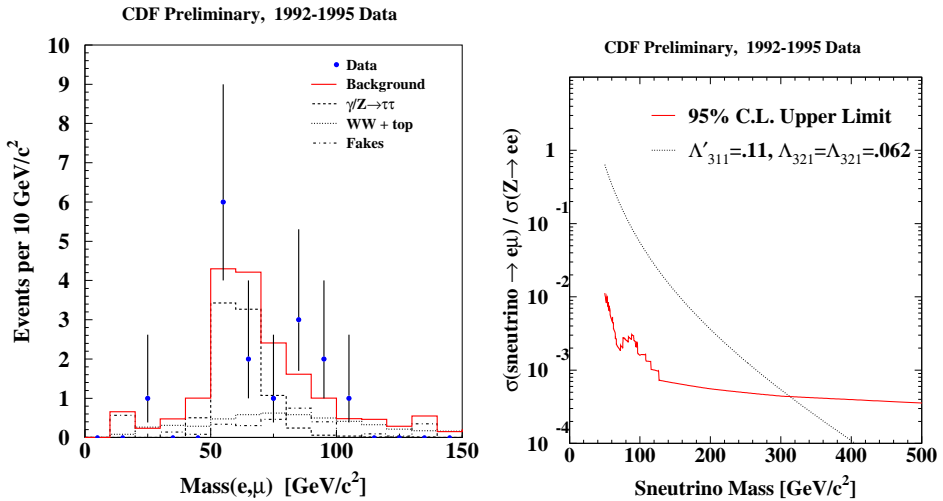 CDF Preliminary, 1992-1995 Data
Events per 10 GeV/c²
10
9
8
7
6
5
4
3
2
1
0
Data
Background
γ/Z→ττ
WW + top
Fakes
0
50
100
150
Mass(e,μ) [GeV/c²]
CDF Preliminary, 1992-1995 Data
σ(sneutrino → eμ) / σ(Z→ ee)
1
10⁻¹
10⁻²
10⁻³
10⁻⁴
95% C.L. Upper Limit
Λ′₃₁₁=.11, Λ₃₂₁=Λ₃₂₁=.062
0
100
200
300
400
500
Sneutrino Mass [GeV/c²]